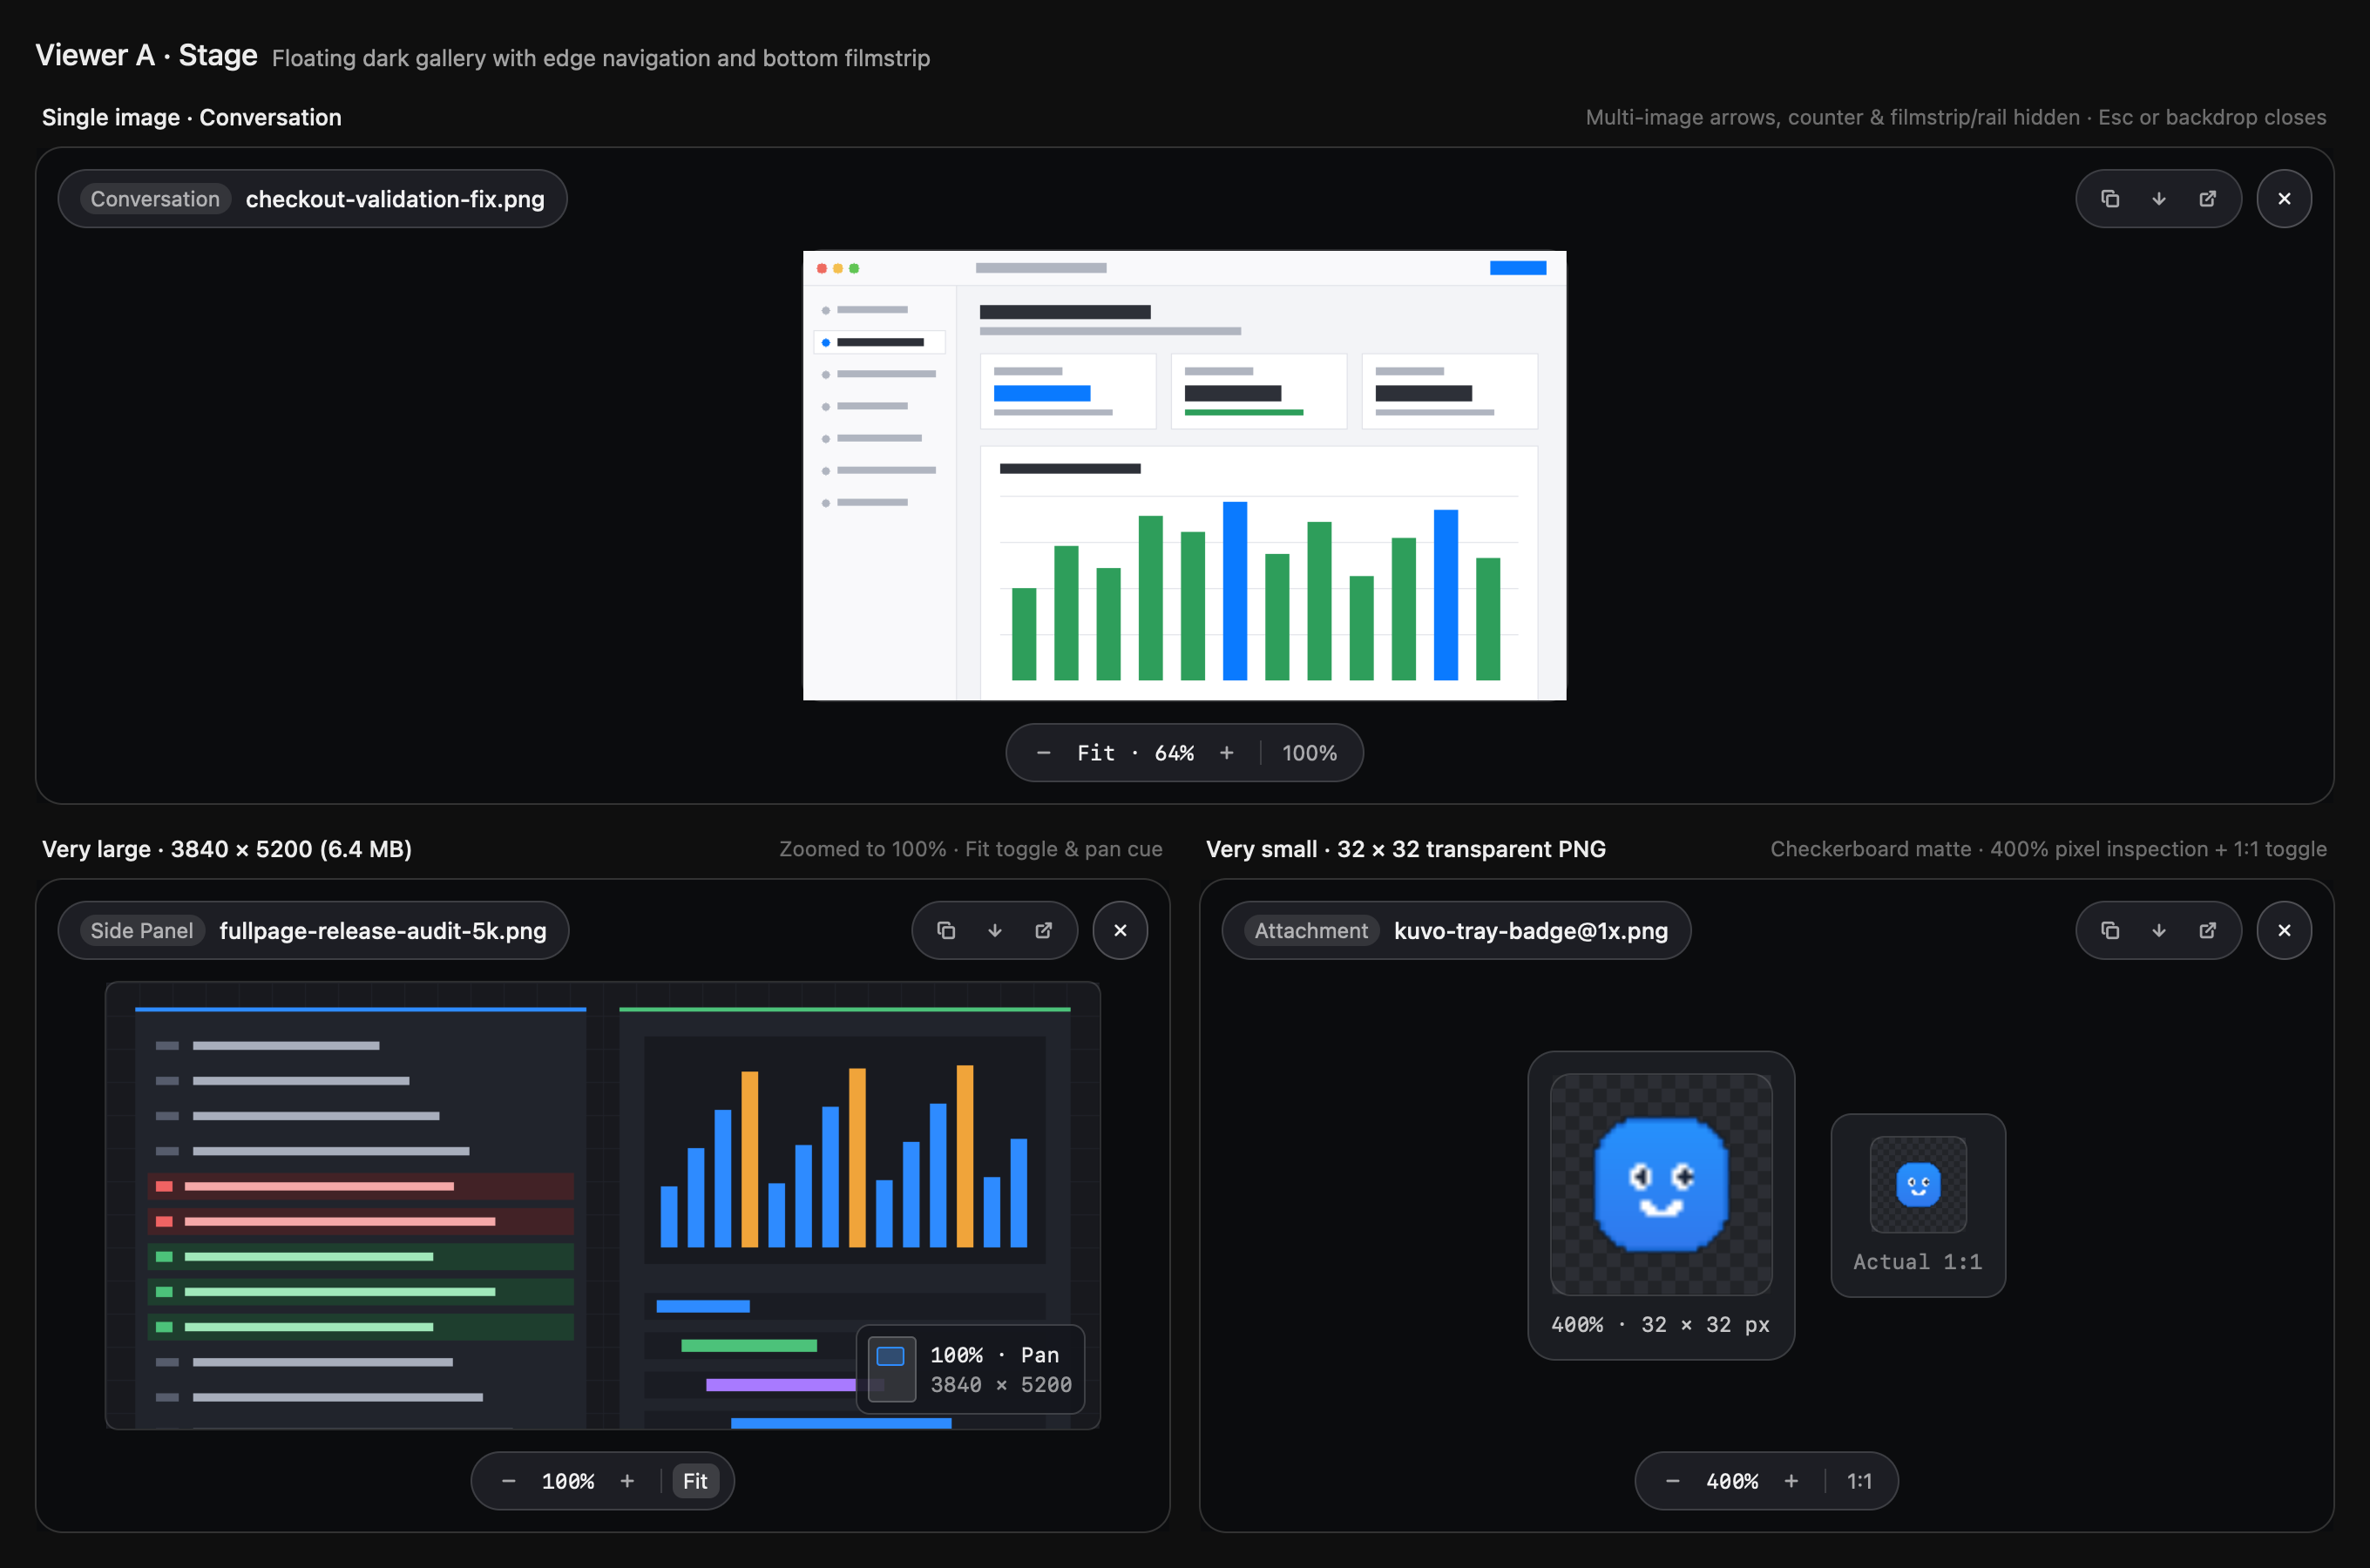 Viewer A · Stage Floating dark gallery with edge navigation and bottom filmstrip
Single image · Conversation
Multi-image arrows, counter & filmstrip/rail hidden · Esc or backdrop closes
Conversation checkout-validation-fix.png
− Fit · 64% + 100%
Very large · 3840 × 5200 (6.4 MB)
Zoomed to 100% · Fit toggle & pan cue
Side Panel fullpage-release-audit-5k.png
100% · Pan
3840 × 5200
− 100% + Fit
Very small · 32 × 32 transparent PNG
Checkerboard matte · 400% pixel inspection + 1:1 toggle
Attachment kuvo-tray-badge@1x.png
400% · 32 × 32 px
Actual 1:1
− 400% + 1:1